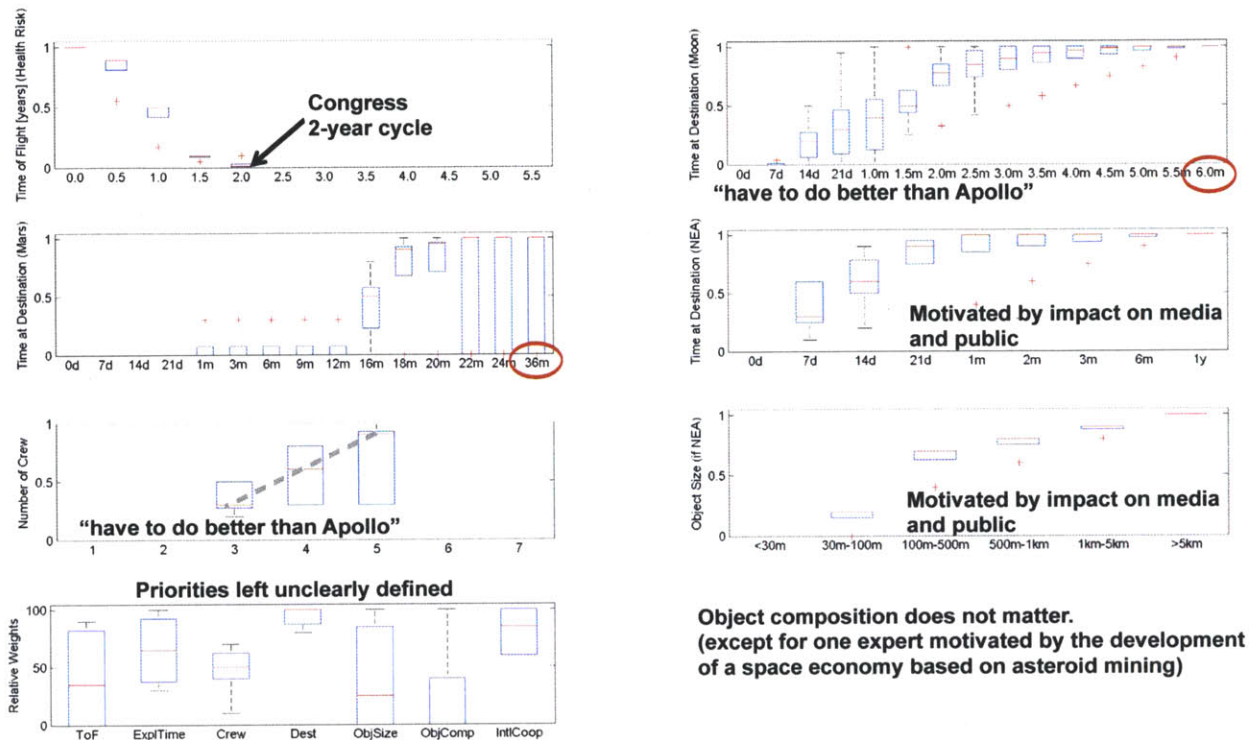 Time of Flight [years] (Health Risk)
1
0.5
0
Congress
2-year cycle
0.0 0.5 1.0 1.5 2.0 2.5 3.0 3.5 4.0 4.5 5.0 5.5
Time at Destination (Moon)
1
0.5
0
0d 7d 14d 21d 1.0m 1.5m 2.0m 2.5m 3.0m 3.5m 4.0m 4.5m 5.0m 5.5m 6.0m
“have to do better than Apollo”
Time at Destination (Mars)
1
0.5
0
0d 7d 14d 21d 1m 3m 6m 9m 12m 16m 18m 20m 22m 24m 36m
Time at Destination (NEA)
1
0.5
0
Motivated by impact on media
and public
0d 7d 14d 21d 1m 2m 3m 6m 1y
Number of Crew
1
0.5
0
“have to do better than Apollo”
1 2 3 4 5 6 7
Object Size (if NEA)
1
0.5
0
Motivated by impact on media
and public
<30m 30m-100m 100m-500m 500m-1km 1km-5km >5km
Priorities left unclearly defined
Relative Weights
100
50
0
ToF ExplTime Crew Dest ObjSize ObjComp IntlCoop
Object composition does not matter.
(except for one expert motivated by the development
of a space economy based on asteroid mining)